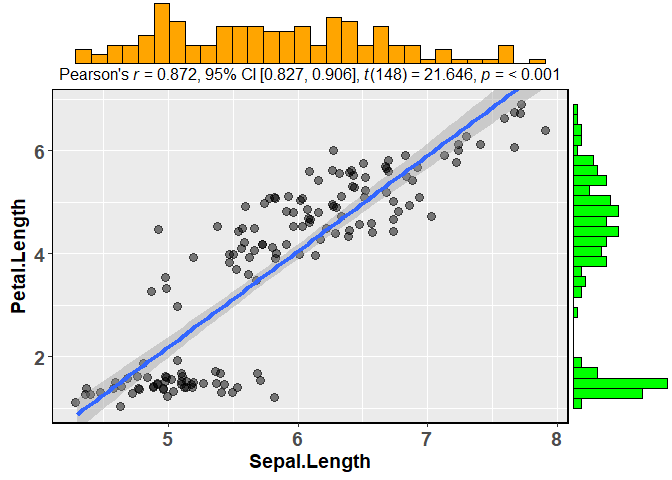 Pearson's r = 0.872, 95% CI [0.827, 0.906], t(148) = 21.646, p = < 0.001
6
4
2
Petal.Length
5 6 7 8
Sepal.Length